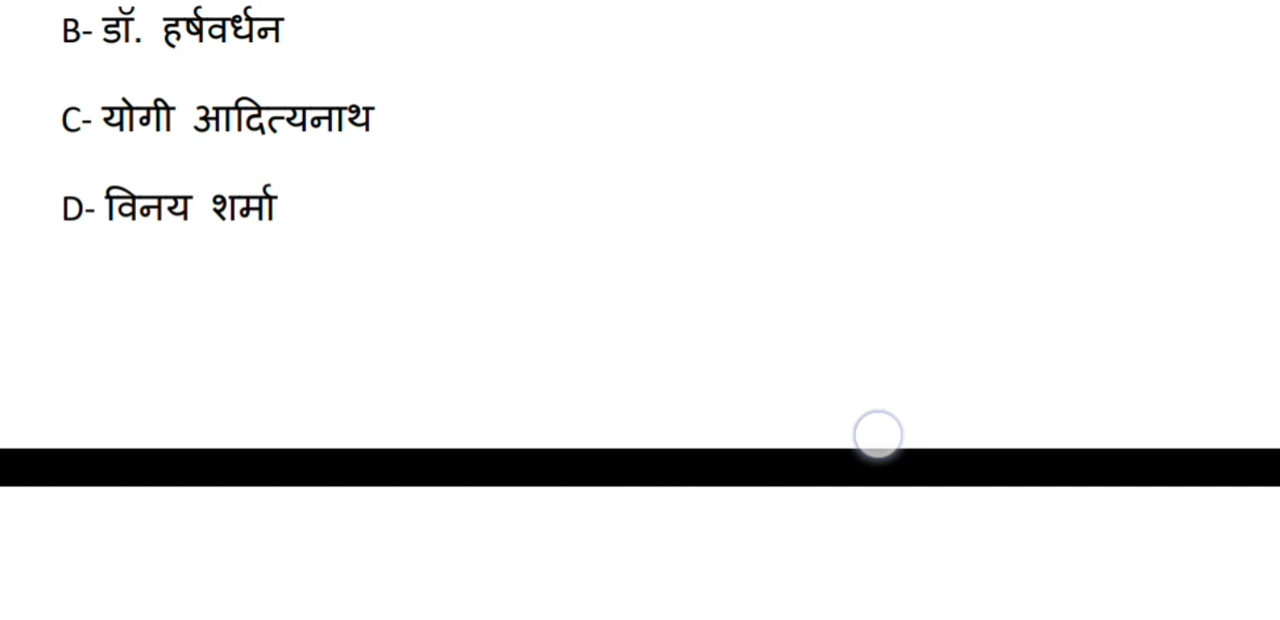 B- डॉ. हर्षवर्धन
C- योगी आदित्यनाथ
D- विनय शर्मा